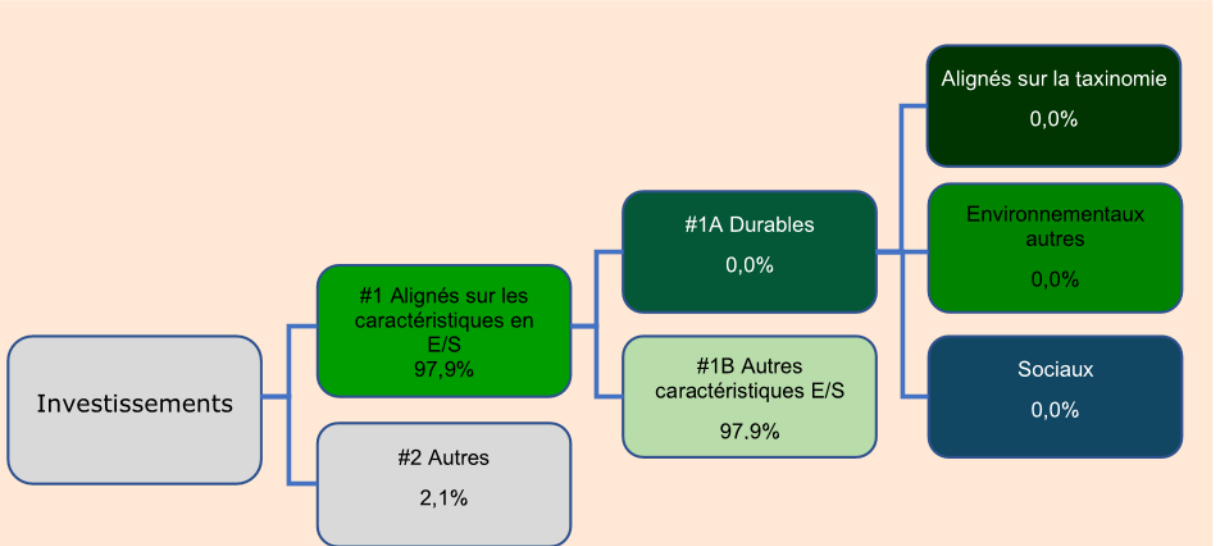 Investissements
#1 Alignés sur les
caractéristiques en
E/S
97,9%
#2 Autres
2,1%
#1A Durables
0,0%
#1B Autres
caractéristiques E/S
97.9%
Alignés sur la taxinomie
0,0%
Environnementaux
autres
0,0%
Sociaux
0,0%